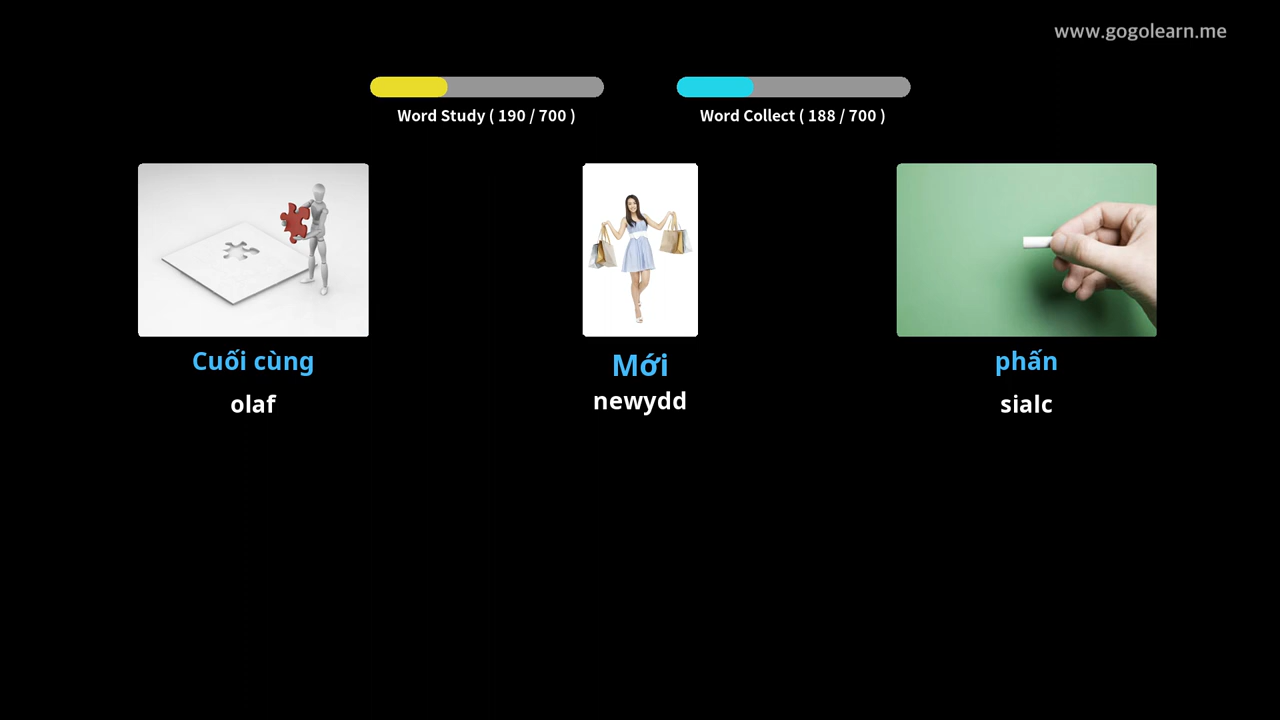 www.gogolearn.me
Word Study ( 190 / 700 )
Word Collect ( 188 / 700 )
Cuối cùng
olaf
Mới
newydd
phấn
sialc